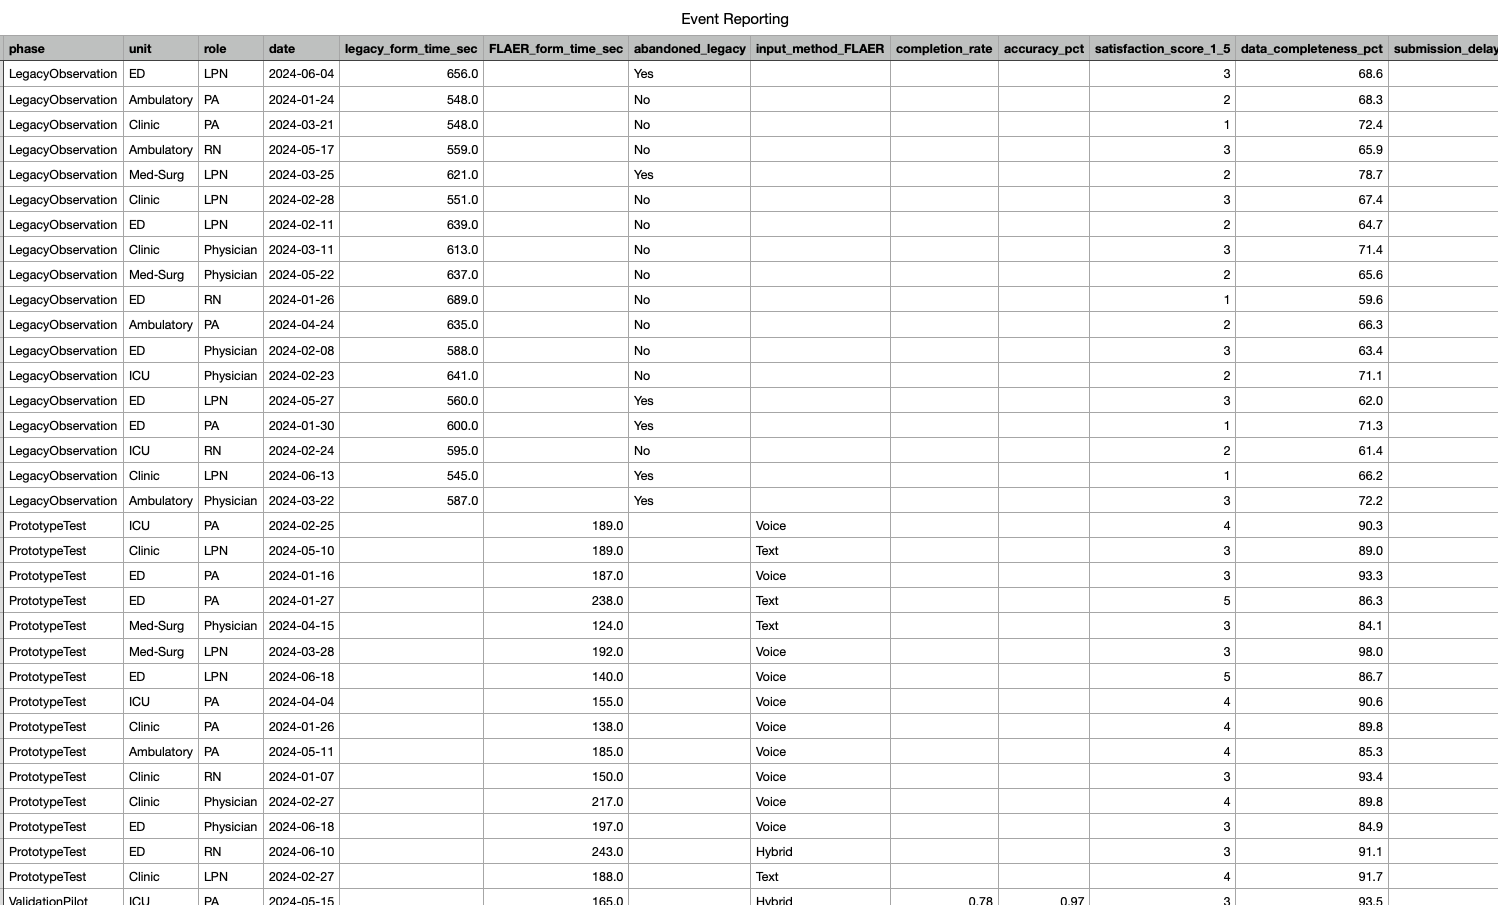 Event Reporting
phase unit role date legacy_form_time_sec FLAER_form_time_sec abandoned_legacy input_method_FLAER completion_rate accuracy_pct satisfaction_score_1_5 data_completeness_pct submission_delay
LegacyObservation ED LPN 2024-06-04 656.0 Yes 3 68.6
LegacyObservation Ambulatory PA 2024-01-24 548.0 No 2 68.3
LegacyObservation Clinic PA 2024-03-21 548.0 No 1 72.4
LegacyObservation Ambulatory RN 2024-05-17 559.0 No 3 65.9
LegacyObservation Med-Surg LPN 2024-03-25 621.0 Yes 2 78.7
LegacyObservation Clinic LPN 2024-02-28 551.0 No 3 67.4
LegacyObservation ED LPN 2024-02-11 639.0 No 2 64.7
LegacyObservation Clinic Physician 2024-03-11 613.0 No 3 71.4
LegacyObservation Med-Surg Physician 2024-05-22 637.0 No 2 65.6
LegacyObservation ED RN 2024-01-26 689.0 No 1 59.6
LegacyObservation Ambulatory PA 2024-04-24 635.0 No 2 66.3
LegacyObservation ED Physician 2024-02-08 588.0 No 3 63.4
LegacyObservation ICU Physician 2024-02-23 641.0 No 2 71.1
LegacyObservation ED LPN 2024-05-27 560.0 Yes 3 62.0
LegacyObservation ED PA 2024-01-30 600.0 Yes 1 71.3
LegacyObservation ICU RN 2024-02-24 595.0 No 2 61.4
LegacyObservation Clinic LPN 2024-06-13 545.0 Yes 1 66.2
LegacyObservation Ambulatory Physician 2024-03-22 587.0 Yes 3 72.2
PrototypeTest ICU PA 2024-02-25 189.0 Voice 4 90.3
PrototypeTest Clinic LPN 2024-05-10 189.0 Text 3 89.0
PrototypeTest ED PA 2024-01-16 187.0 Voice 3 93.3
PrototypeTest ED PA 2024-01-27 238.0 Text 5 86.3
PrototypeTest Med-Surg Physician 2024-04-15 124.0 Text 3 84.1
PrototypeTest Med-Surg LPN 2024-03-28 192.0 Voice 3 98.0
PrototypeTest ED LPN 2024-06-18 140.0 Voice 5 86.7
PrototypeTest ICU PA 2024-04-04 155.0 Voice 4 90.6
PrototypeTest Clinic PA 2024-01-26 138.0 Voice 4 89.8
PrototypeTest Ambulatory PA 2024-05-11 185.0 Voice 4 85.3
PrototypeTest Clinic RN 2024-01-07 150.0 Voice 3 93.4
PrototypeTest Clinic Physician 2024-02-27 217.0 Voice 4 89.8
PrototypeTest ED Physician 2024-06-18 197.0 Voice 3 84.9
PrototypeTest ED RN 2024-06-10 243.0 Hybrid 3 91.1
PrototypeTest Clinic LPN 2024-02-27 188.0 Text 4 91.7
ValidationPilot ICU PA 2024-05-15 165.0 Hybrid 0.78 0.97 3 93.5